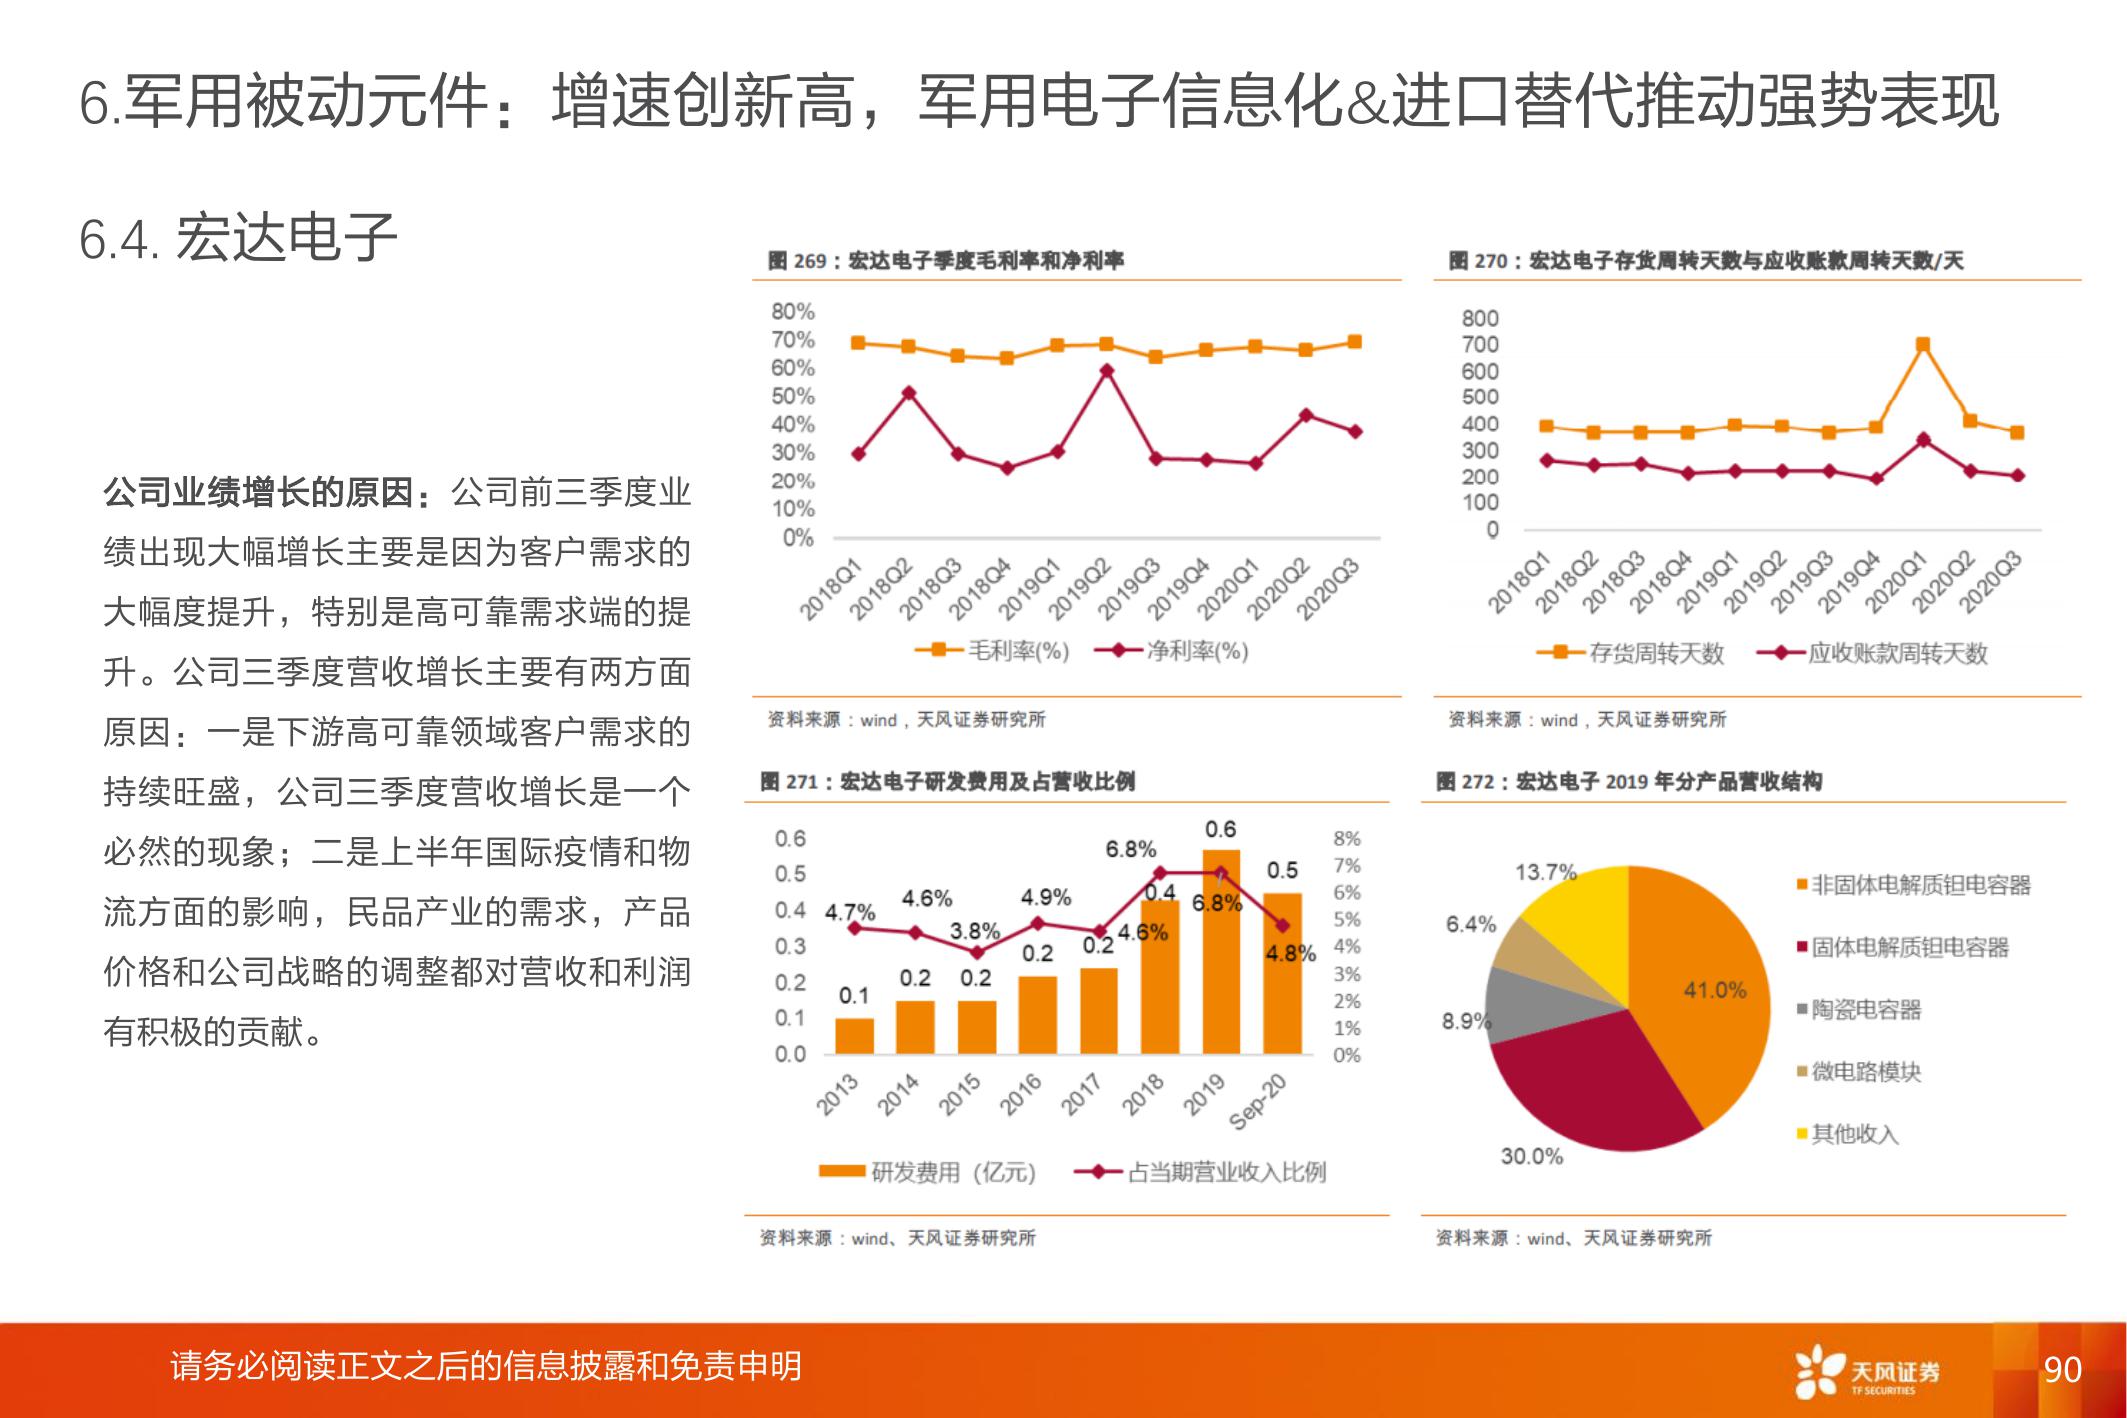 6.军用被动元件：增速创新高，军用电子信息化&进口替代推动强势表现
6.4. 宏达电子
公司业绩增长的原因：公司前三季度业
绩出现大幅增长主要是因为客户需求的
大幅度提升，特别是高可靠需求端的提
升。公司三季度营收增长主要有两方面
原因：一是下游高可靠领域客户需求的
持续旺盛，公司三季度营收增长是一个
必然的现象；二是上半年国际疫情和物
流方面的影响，民品产业的需求，产品
价格和公司战略的调整都对营收和利润
有积极的贡献。
图 269：宏达电子季度毛利率和净利率
80%
70%
60%
50%
40%
30%
20%
10%
0%
2018Q1 2018Q2 2018Q3 2018Q4 2019Q1 2019Q2 2019Q3 2019Q4 2020Q1 2020Q2 2020Q3
毛利率(%) 净利率(%)
资料来源：wind，天风证券研究所
图 270：宏达电子存货周转天数与应收账款周转天数/天
800
700
600
500
400
300
200
100
0
2018Q1 2018Q2 2018Q3 2018Q4 2019Q1 2019Q2 2019Q3 2019Q4 2020Q1 2020Q2 2020Q3
存货周转天数 应收账款周转天数
资料来源：wind，天风证券研究所
图 271：宏达电子研发费用及占营收比例
0.6
0.5
0.4
0.3
0.2
0.1
0.0
4.7% 4.6% 3.8% 4.9% 4.6% 6.8% 6.8% 4.8%
0.1 0.2 0.2 0.2 0.2 0.4 0.6 0.5
8%
7%
6%
5%
4%
3%
2%
1%
0%
2013 2014 2015 2016 2017 2018 2019 Sep-20
研发费用（亿元） 占当期营业收入比例
资料来源：wind、天风证券研究所
图 272：宏达电子 2019 年分产品营收结构
13.7%
6.4%
41.0%
8.9%
30.0%
非固体电解质钽电容器
固体电解质钽电容器
陶瓷电容器
微电路模块
其他收入
资料来源：wind、天风证券研究所
请务必阅读正文之后的信息披露和免责申明
天风证券
TF SECURITIES
90